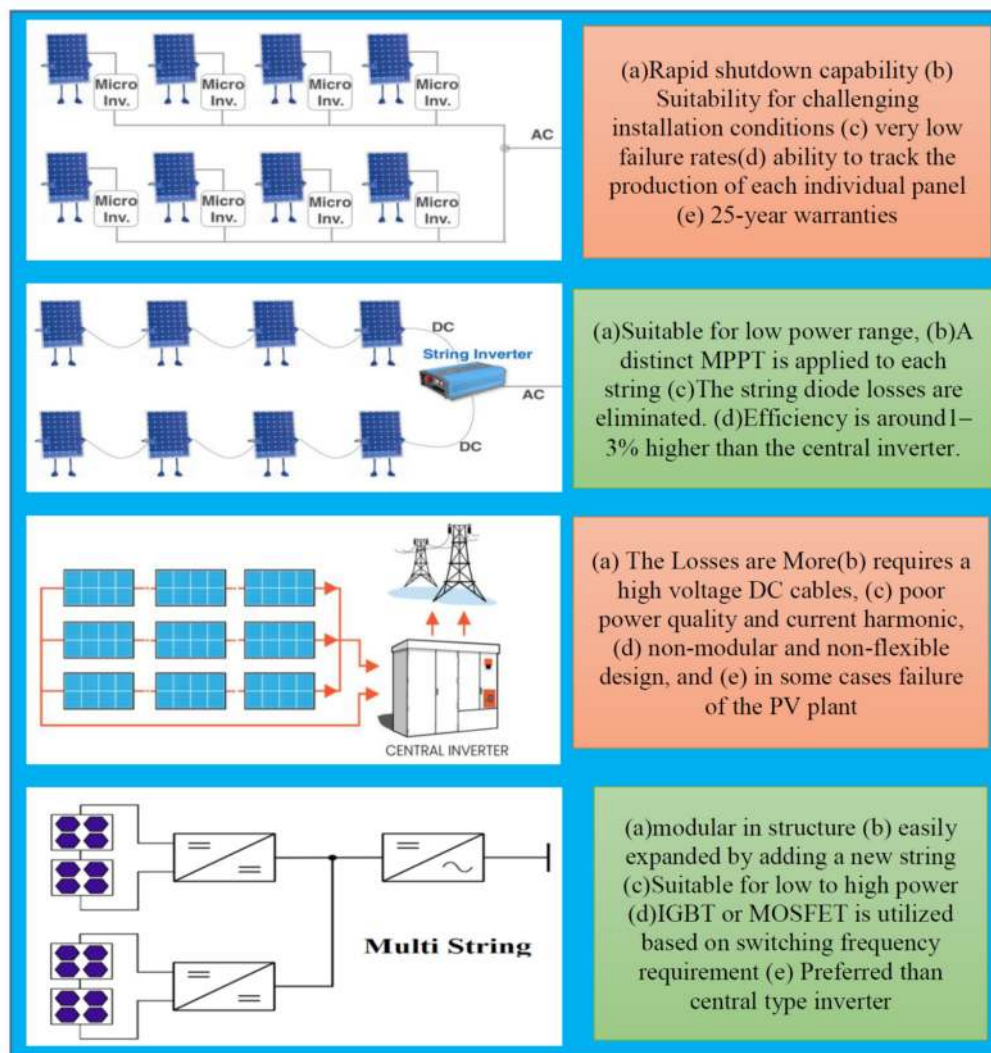 Micro
Inv.
Micro
Inv.
Micro
Inv.
Micro
Inv.
AC
Micro
Inv.
Micro
Inv.
Micro
Inv.
Micro
Inv.
(a)Rapid shutdown capability (b)
Suitability for challenging
installation conditions (c) very low
failure rates(d) ability to track the
production of each individual panel
(e) 25-year warranties
DC
String Inverter
AC
DC
(a)Suitable for low power range, (b)A
distinct MPPT is applied to each
string (c)The string diode losses are
eliminated. (d)Efficiency is around1–
3% higher than the central inverter.
CENTRAL INVERTER
(a) The Losses are More(b) requires a
high voltage DC cables, (c) poor
power quality and current harmonic,
(d) non-modular and non-flexible
design, and (e) in some cases failure
of the PV plant
Multi String
(a)modular in structure (b) easily
expanded by adding a new string
(c)Suitable for low to high power
(d)IGBT or MOSFET is utilized
based on switching frequency
requirement (e) Preferred than
central type inverter